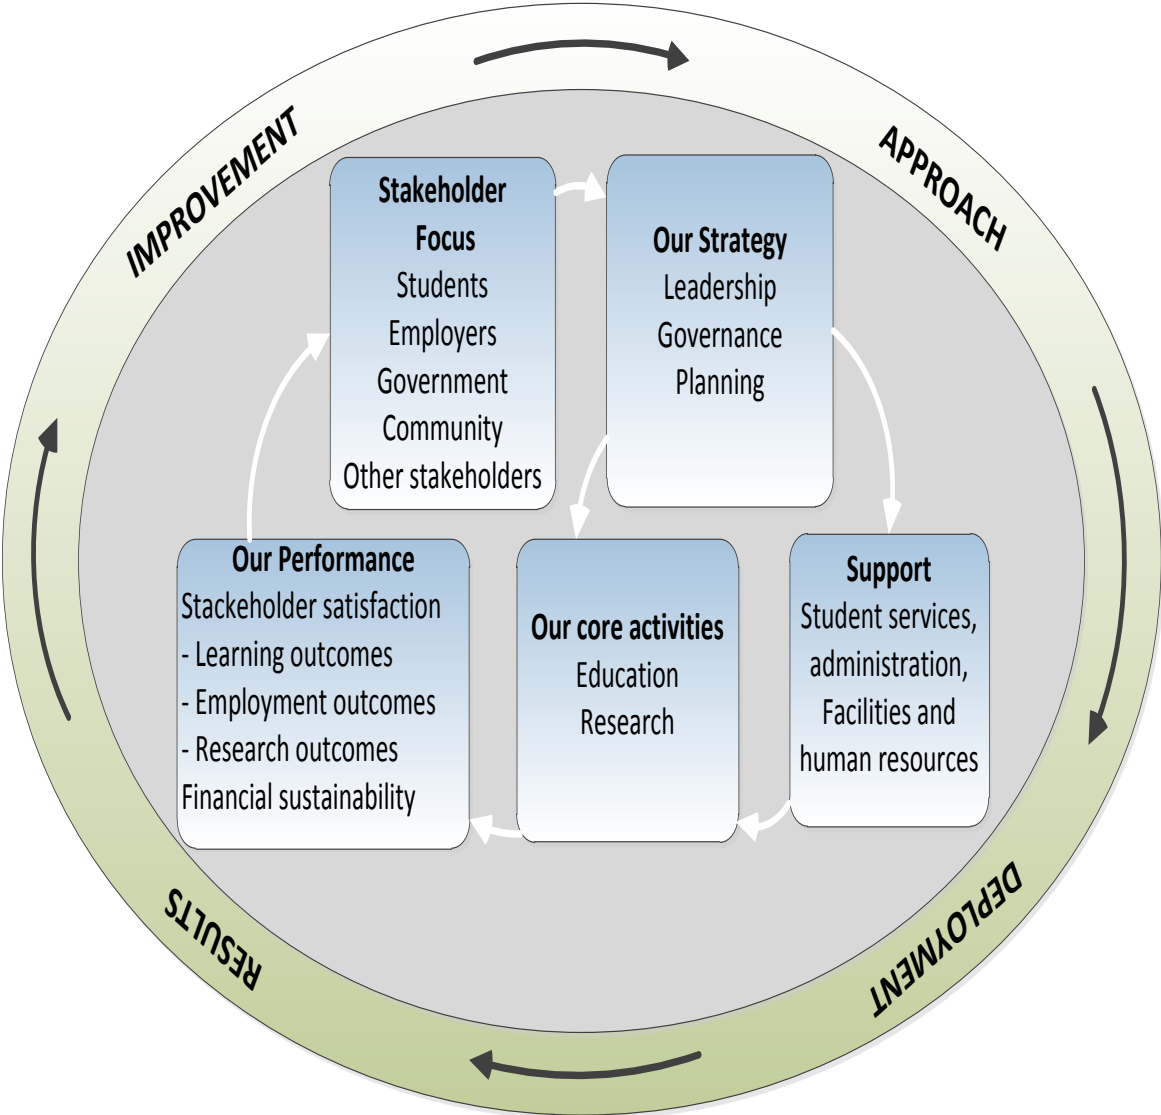 IMPROVEMENT
APPROACH
Stakeholder
Focus
Students
Employers
Government
Community
Other stakeholders
Our Strategy
Leadership
Governance
Planning
Our Performance
Stackeholder satisfaction
- Learning outcomes
- Employment outcomes
- Research outcomes
Financial sustainability
Our core activities
Education
Research
Support
Student services,
administration,
Facilities and
human resources
RESULTS
DEPLOYMENT